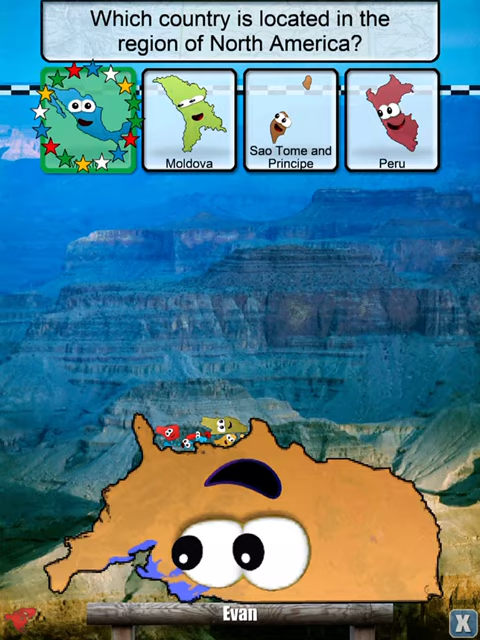 Which country is located in the
region of North America?
Moldova
Sao Tome and
Principe
Peru
Evan
X